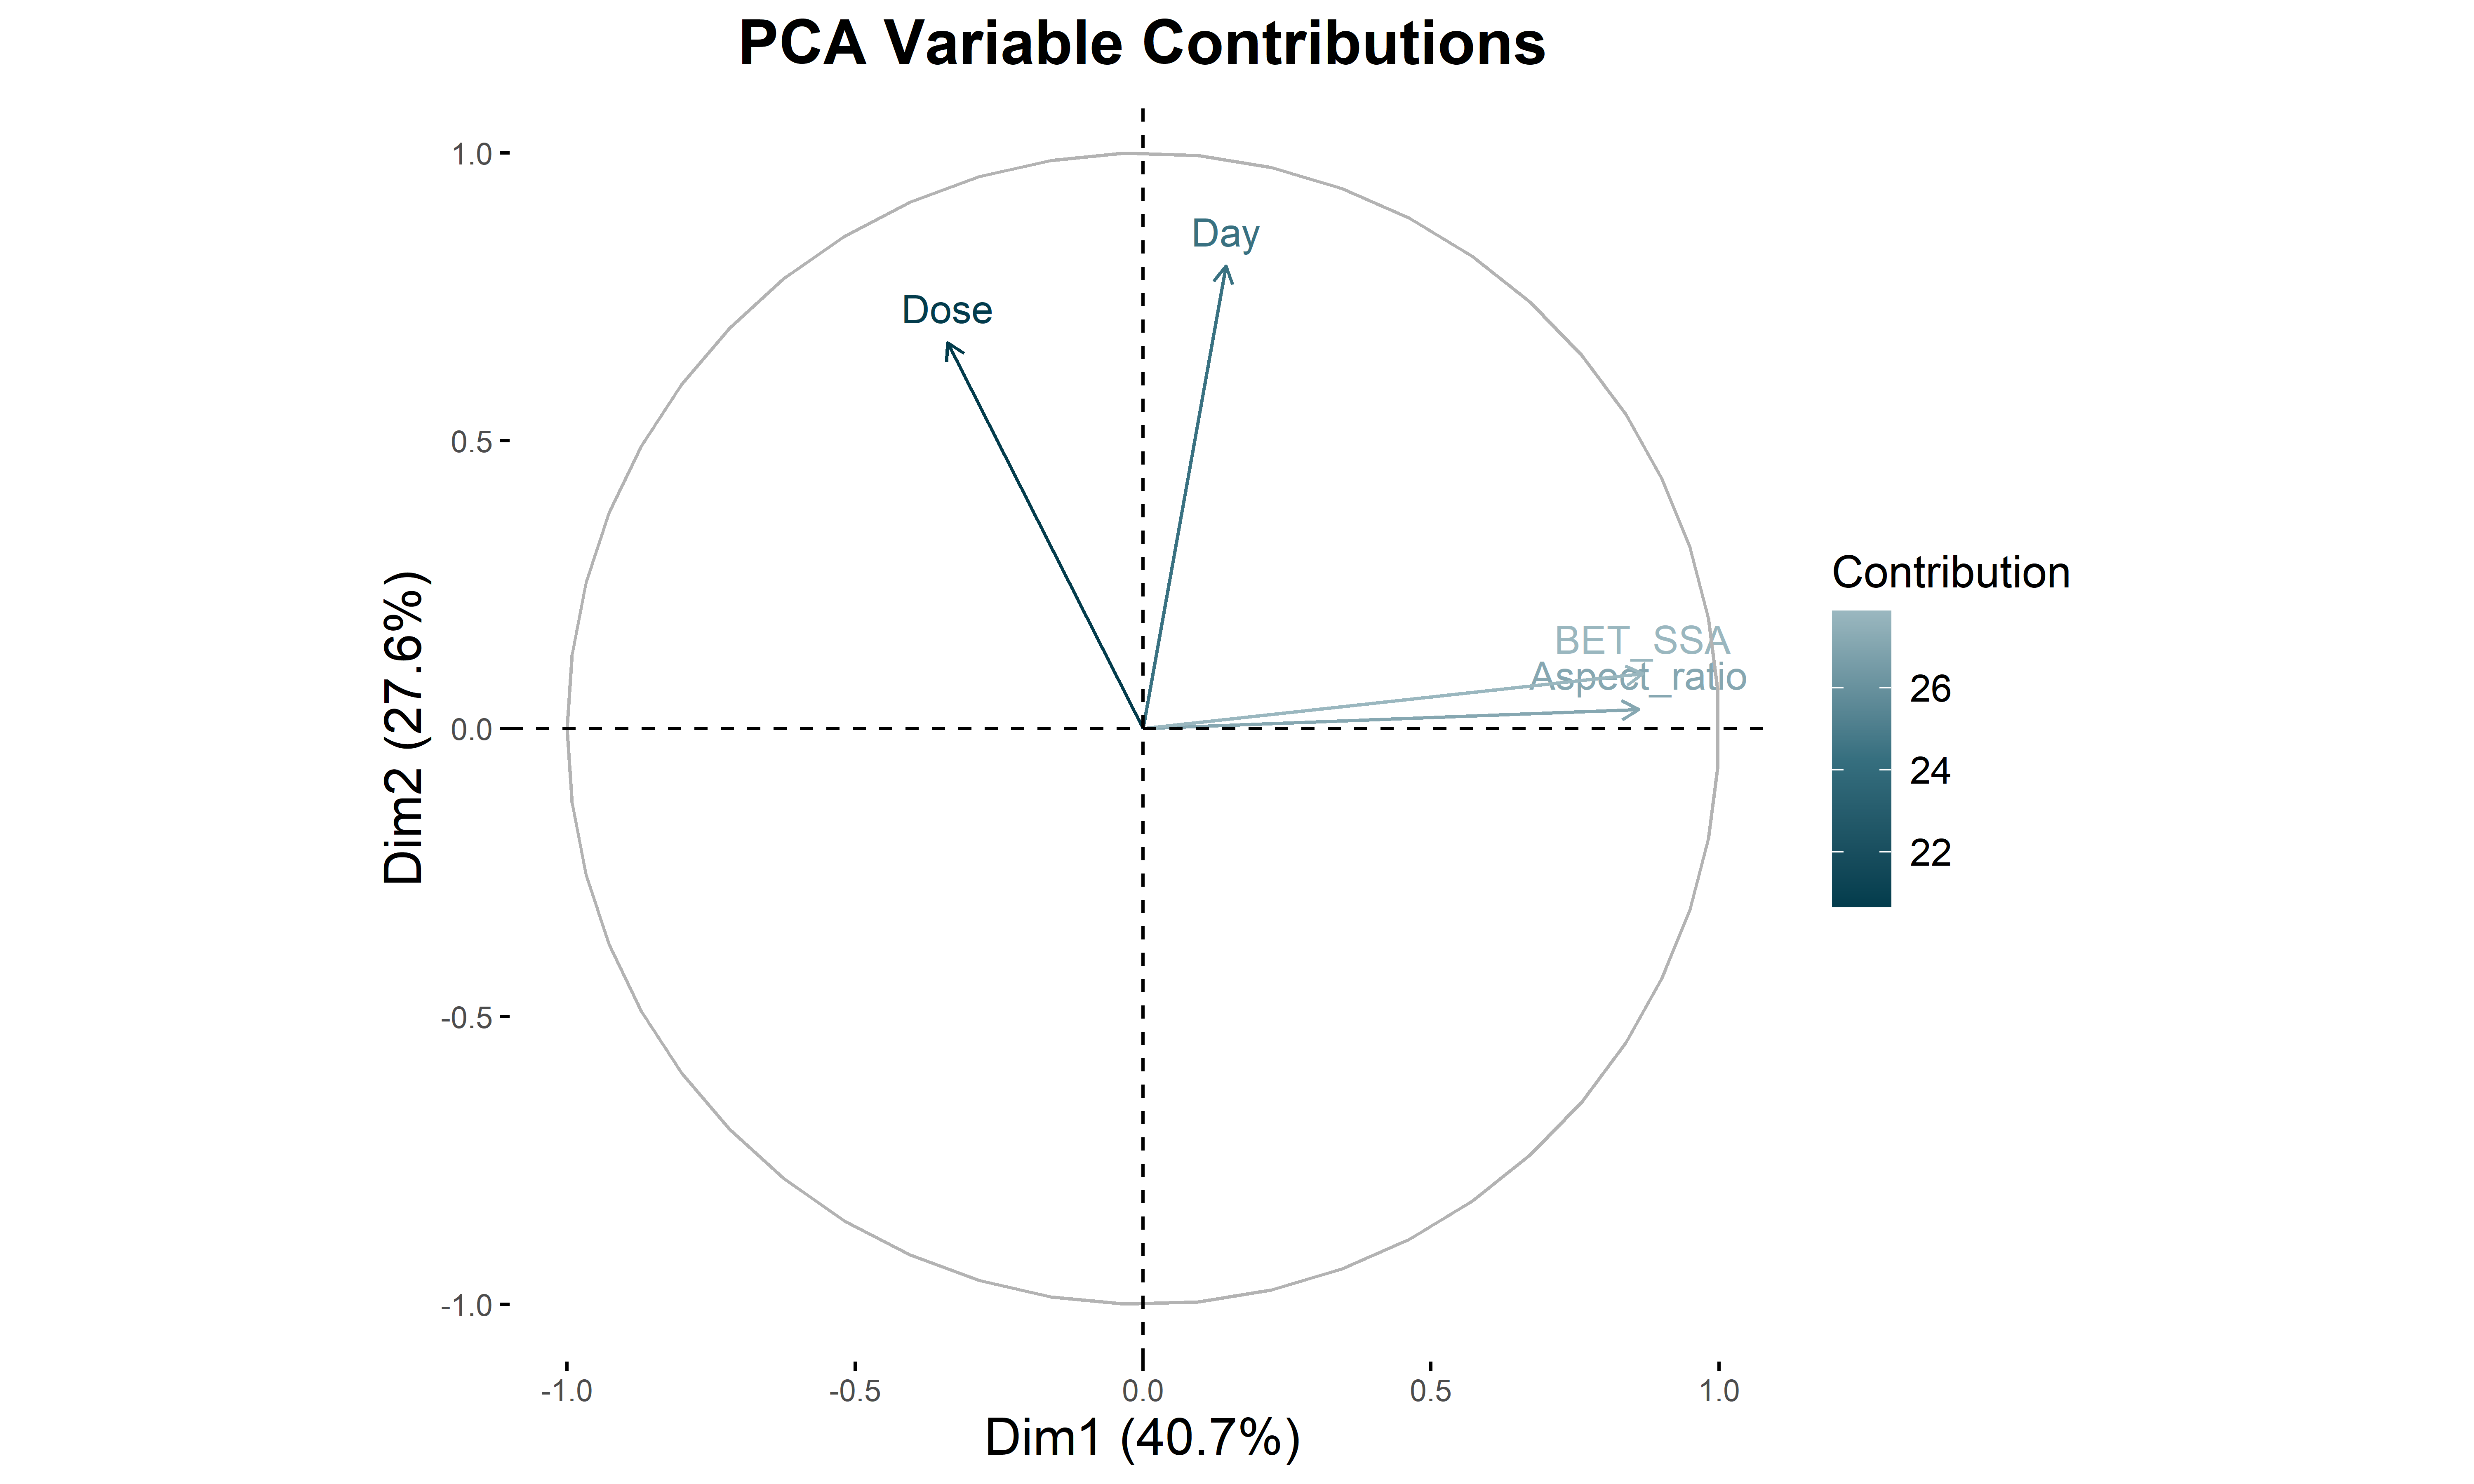 PCA Variable Contributions
1.0
0.5
0.0
-0.5
-1.0
Dim2 (27.6%)
Day
Dose
BET_SSA
Aspect_ratio
-1.0
-0.5
0.0
0.5
1.0
Dim1 (40.7%)
Contribution
26
24
22